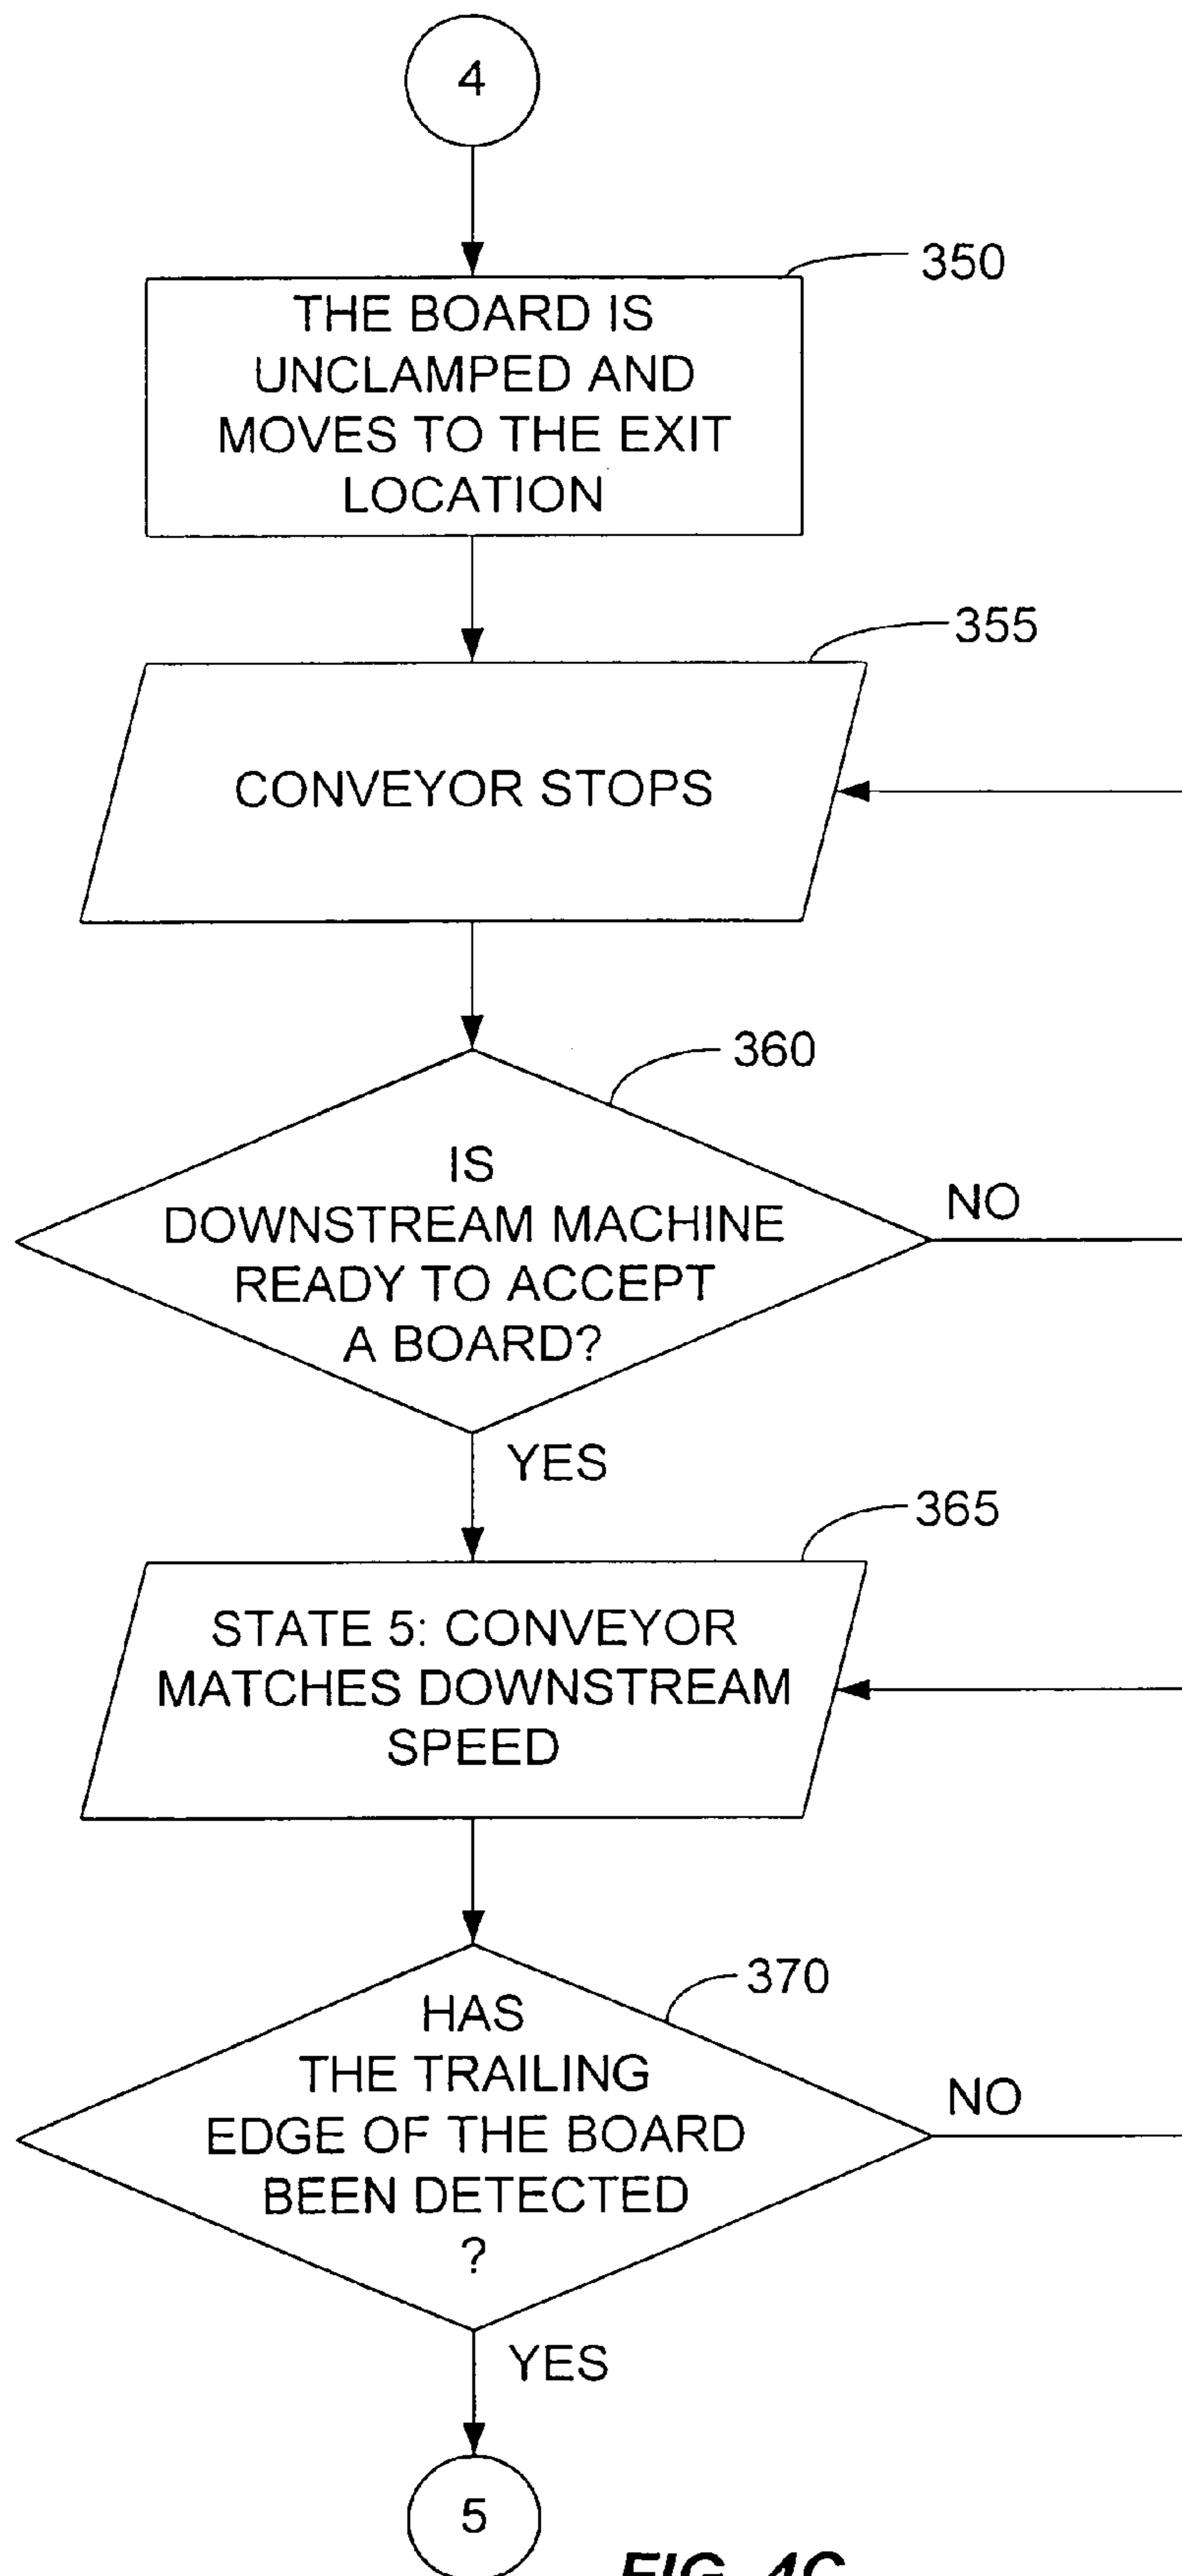 4
350
THE BOARD IS
UNCLAMPED AND
MOVES TO THE EXIT
LOCATION
355
CONVEYOR STOPS
360
IS
DOWNSTREAM MACHINE
READY TO ACCEPT
A BOARD?
NO
YES
365
STATE 5: CONVEYOR
MATCHES DOWNSTREAM
SPEED
370
HAS
THE TRAILING
EDGE OF THE BOARD
BEEN DETECTED
?
NO
YES
5
FIG. 4C